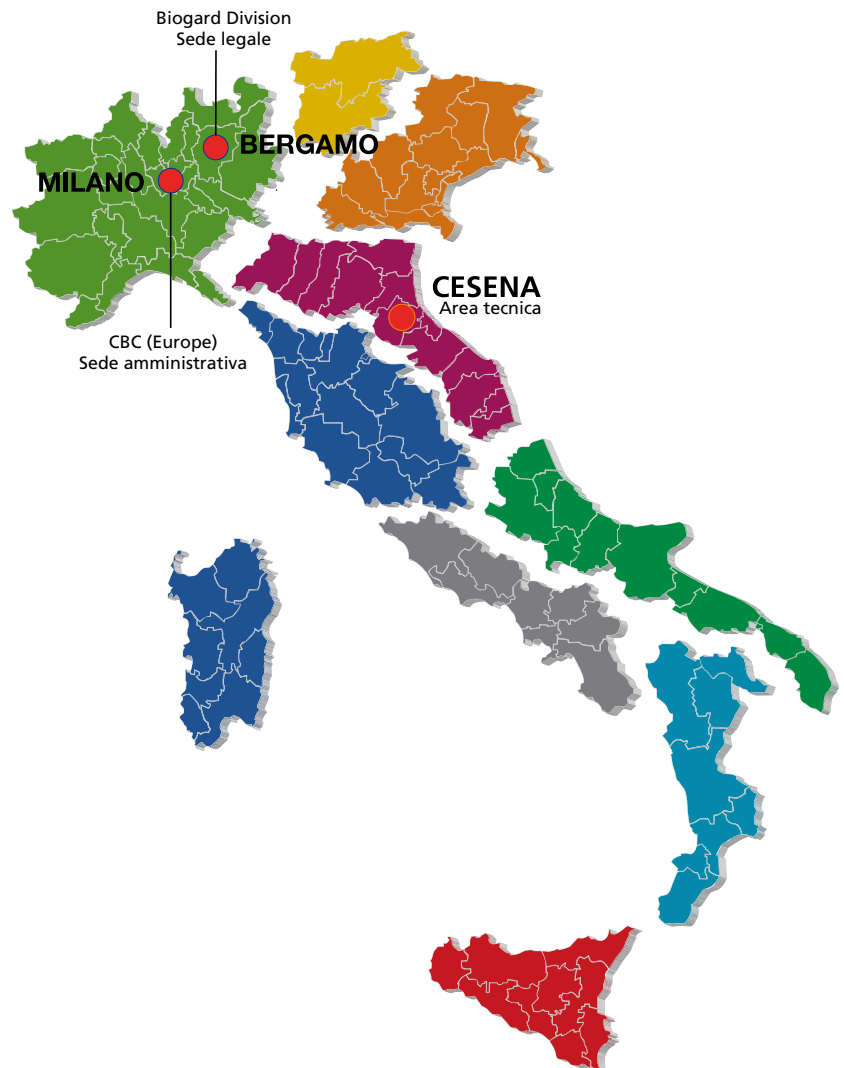 Biogard Division
Sede legale
BERGAMO
MILANO
CESENA
Area tecnica
CBC (Europe)
Sede amministrativa